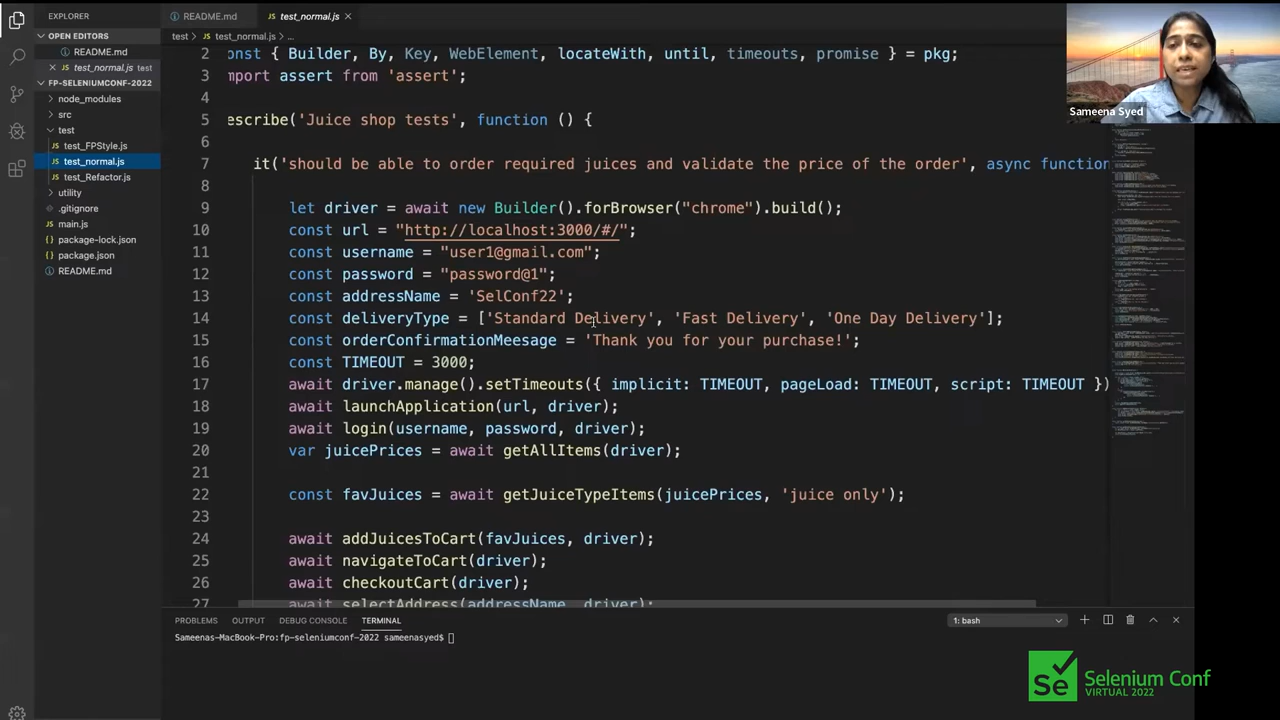 EXPLORER
OPEN EDITORS
README.md
test_normal.js test
FP-SELENIUMCONF-2022
node_modules
src
test
test_FPStyle.js
test_normal.js
test_Refactor.js
utility
.gitignore
main.js
package-lock.json
package.json
README.md
README.md
test_normal.js
test > test_normal.js > ...
2 onst { Builder, By, Key, WebElement, locateWith, until, timeouts, promise } = pkg;
3 mport assert from 'assert';
4
5 escribe('Juice shop tests', function () {
6
7 it('should be able to order required juices and validate the price of the order', async function
8
9 let driver = await new Builder().forBrowser("chrome").build();
10 const url = "http://localhost:3000/#/";
11 const username =
12 const password =
13 const addressName = 'SelConf22';
14 const = ['Standard Delivery', 'Fast Delivery', 'One Day Delivery'];
15 const = 'Thank you for your purchase!';
16 const TIMEOUT = 3000;
17 await driver.manage().setTimeouts({ implicit: TIMEOUT, pageLoad: TIMEOUT, script: TIMEOUT })
18 await launchApplication(url, driver);
19 await login(username, password, driver);
20 var juicePrices = await getAllItems(driver);
21
22 const favJuices = await getJuiceTypeItems(juicePrices, 'juice only');
23
24 await addJuicesToCart(favJuices, driver);
25 await navigateToCart(driver);
26 await checkoutCart(driver);
27 await selectAddress(addressName, driver);
PROBLEMS OUTPUT DEBUG CONSOLE TERMINAL
1: bash
Sameenas-MacBook-Pro:fp-seleniumconf-2022 sameenasyed$
Sameena Syed
Se
Selenium Conf
VIRTUAL 2022